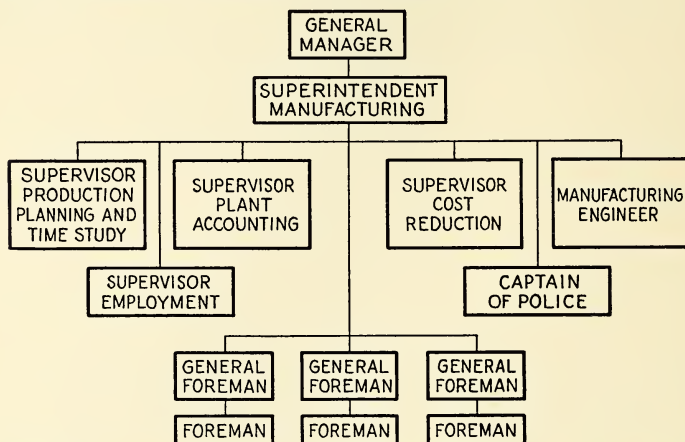 GENERAL
MANAGER
SUPERINTENDENT
MANUFACTURING
SUPERVISOR
PRODUCTION
PLANNING AND
TIME STUDY
SUPERVISOR
PLANT
ACCOUNTING
SUPERVISOR
COST
REDUCTION
MANUFACTURING
ENGINEER
SUPERVISOR
EMPLOYMENT
CAPTAIN
OF POLICE
GENERAL
FOREMAN
GENERAL
FOREMAN
GENERAL
FOREMAN
FOREMAN
FOREMAN
FOREMAN